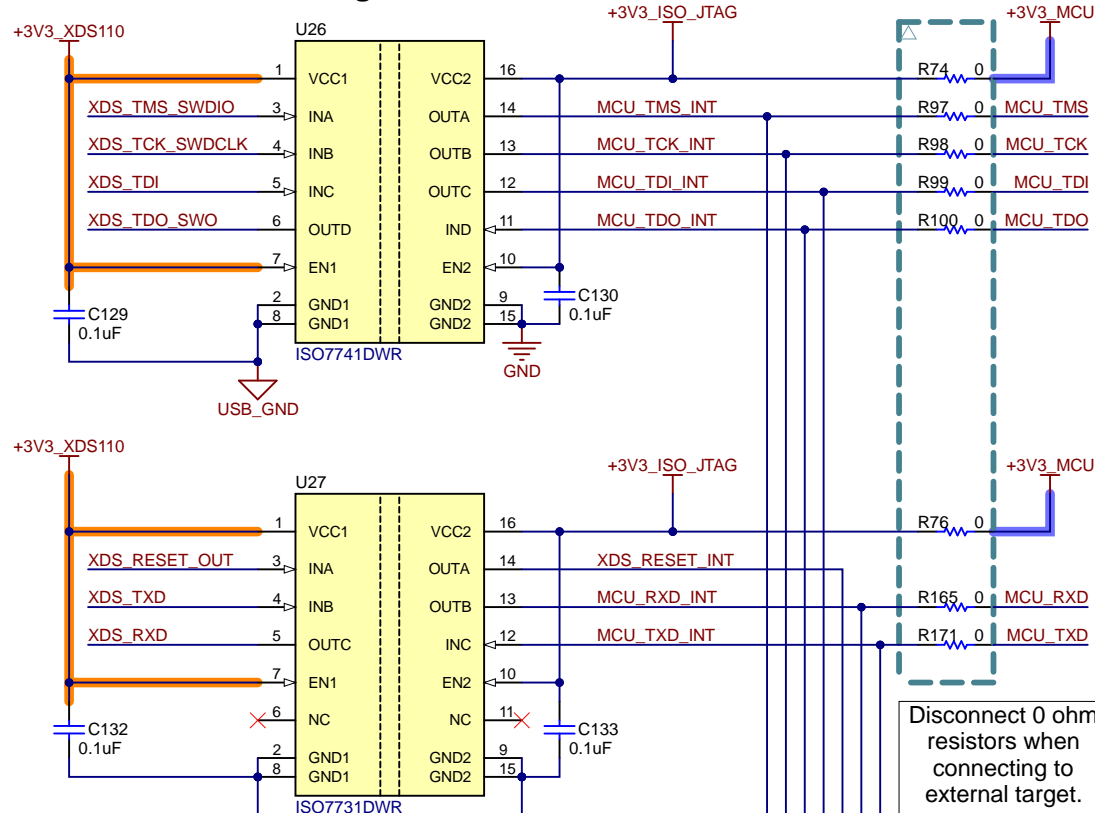 +3V3_XDS110
+3V3_ISO_JTAG
+3V3_MCU
U26
1 VCC1 VCC2 16
R74 0
XDS_TMS_SWDIO 3 INA OUTA 14 MCU_TMS_INT R97 0 MCU_TMS
XDS_TCK_SWDCLK 4 INB OUTB 13 MCU_TCK_INT R98 0 MCU_TCK
XDS_TDI 5 INC OUTC 12 MCU_TDI_INT R99 0 MCU_TDI
XDS_TDO_SWO 6 OUTD IND 11 MCU_TDO_INT R100 0 MCU_TDO
7 EN1 EN2 10
2 GND1 GND2 9
8 GND1 GND2 15
C129
0.1uF
C130
0.1uF
ISO7741DWR
USB_GND
GND
+3V3_XDS110
+3V3_ISO_JTAG
+3V3_MCU
U27
1 VCC1 VCC2 16 R76 0
XDS_RESET_OUT 3 INA OUTA 14 XDS_RESET_INT
XDS_TXD 4 INB OUTB 13 MCU_RXD_INT R165 0 MCU_RXD
XDS_RXD 5 OUTC INC 12 MCU_TXD_INT R171 0 MCU_TXD
7 EN1 EN2 10
6 NC NC 11
2 GND1 GND2 9
8 GND1 GND2 15
C132
0.1uF
C133
0.1uF
ISO7731DWR
Disconnect 0 ohm
resistors when
connecting to
external target.